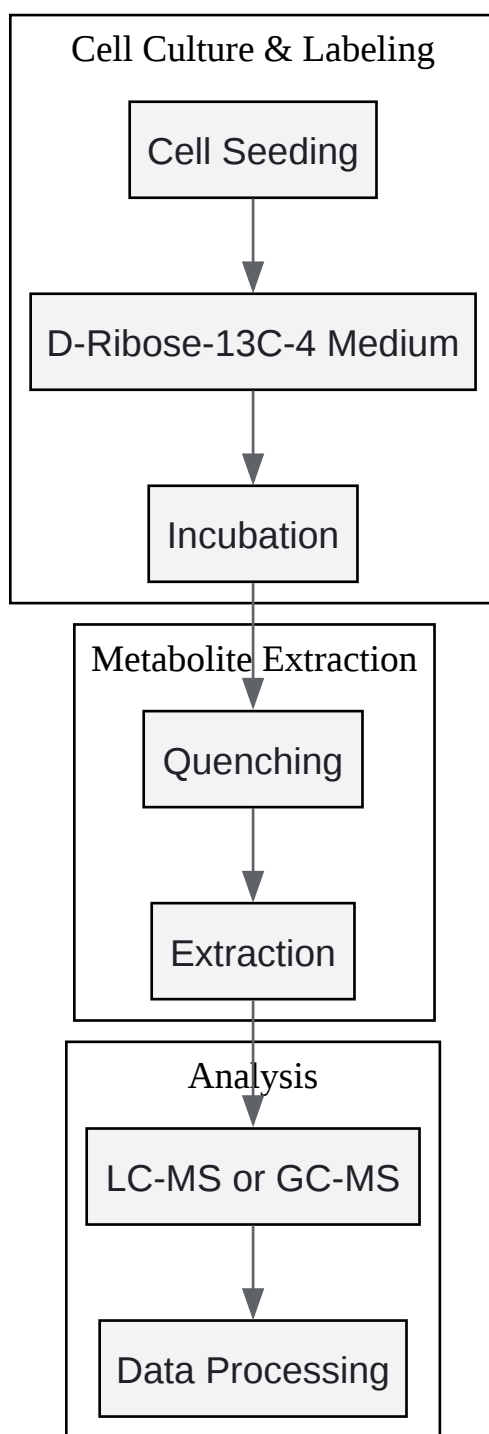 Cell Culture & Labeling
Cell Seeding
D-Ribose-13C-4 Medium
Incubation
Metabolite Extraction
Quenching
Extraction
Analysis
LC-MS or GC-MS
Data Processing